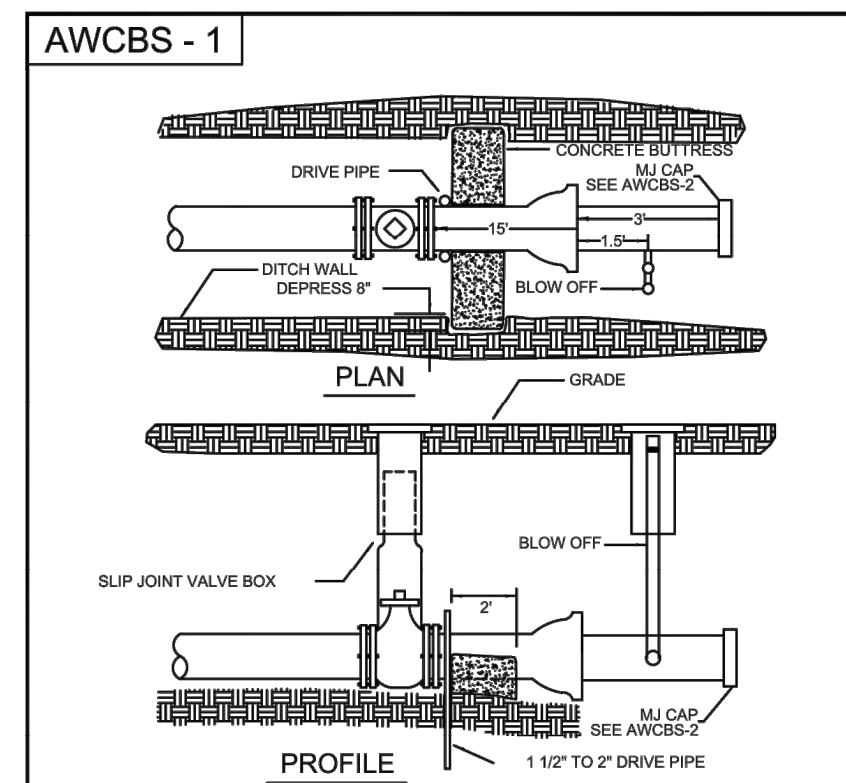 AWCBS - 1
CONCRETE BUTTRESS
DRIVE PIPE
MJ CAP
SEE AWCBS-2
15'
3'
1.5'
DITCH WALL
DEPRESS 8"
BLOW OFF
PLAN
GRADE
BLOW OFF
SLIP JOINT VALVE BOX
2'
MJ CAP
SEE AWCBS-2
PROFILE
1 1/2" TO 2" DRIVE PIPE